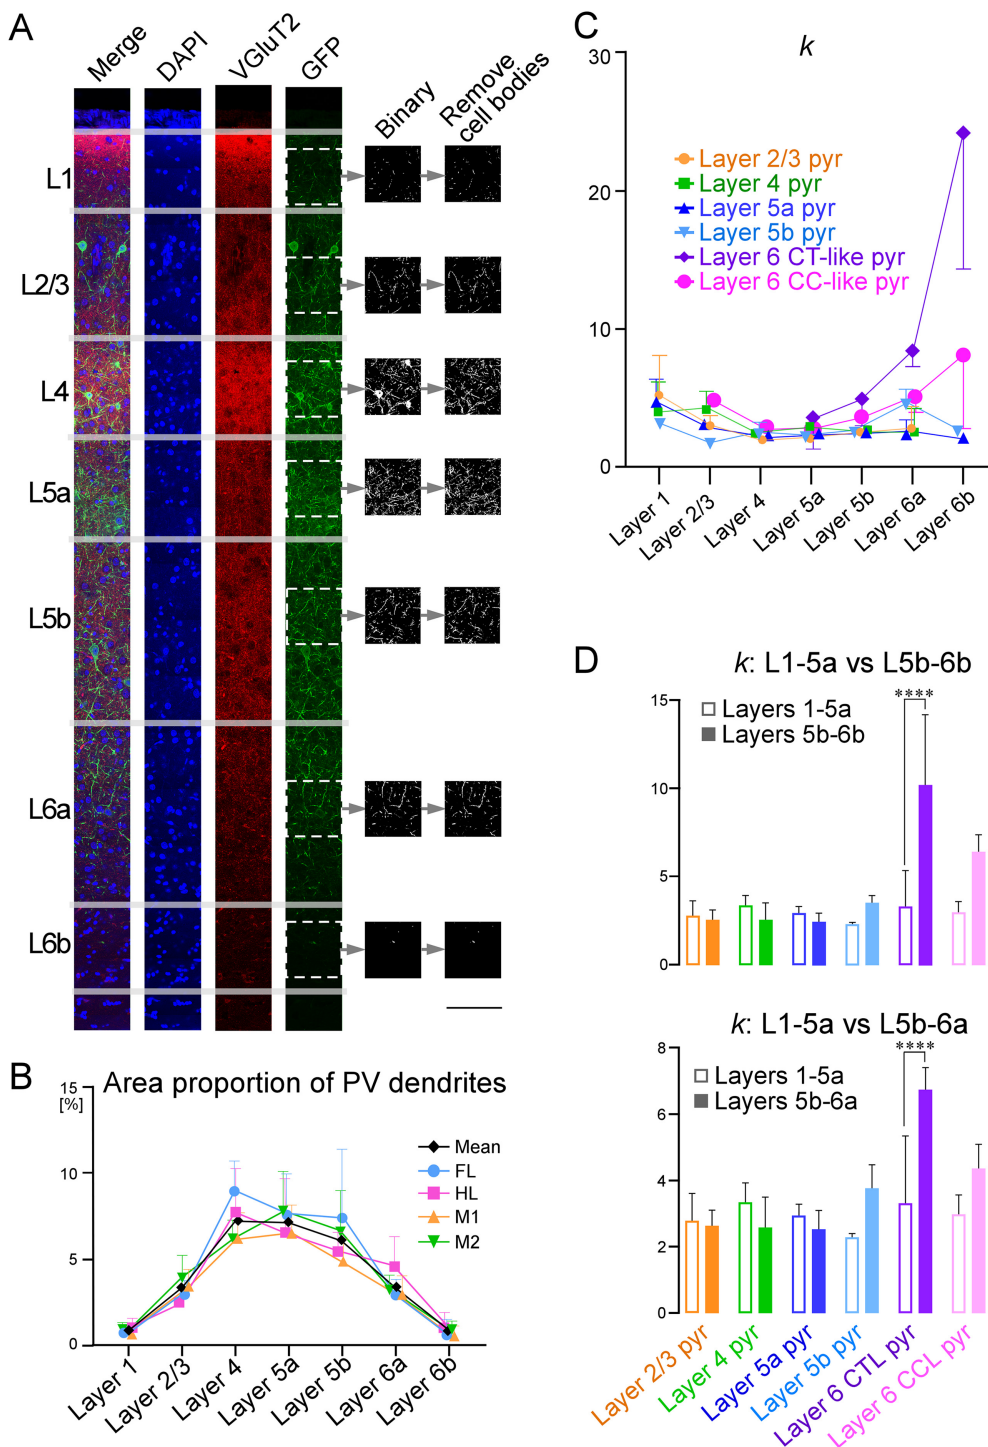 A
Merge
DAPI
VGluT2
GFP
Binary
Remove
cell bodies
L1
L2/3
L4
L5a
L5b
L6a
L6b
B
Area proportion of PV dendrites
15
[%]
10
5
0
Mean
FL
HL
M1
M2
Layer 1
Layer 2/3
Layer 4
Layer 5a
Layer 5b
Layer 6a
Layer 6b
C
k
30
20
10
0
Layer 2/3 pyr
Layer 4 pyr
Layer 5a pyr
Layer 5b pyr
Layer 6 CT-like pyr
Layer 6 CC-like pyr
Layer 1
Layer 2/3
Layer 4
Layer 5a
Layer 5b
Layer 6a
Layer 6b
D
k: L1-5a vs L5b-6b
15
10
5
0
Layers 1-5a
Layers 5b-6b
****
k: L1-5a vs L5b-6a
8
6
4
2
0
Layers 1-5a
Layers 5b-6a
****
Layer 2/3 pyr
Layer 4 pyr
Layer 5a pyr
Layer 5b pyr
Layer 6 CTL pyr
Layer 6 CCL pyr